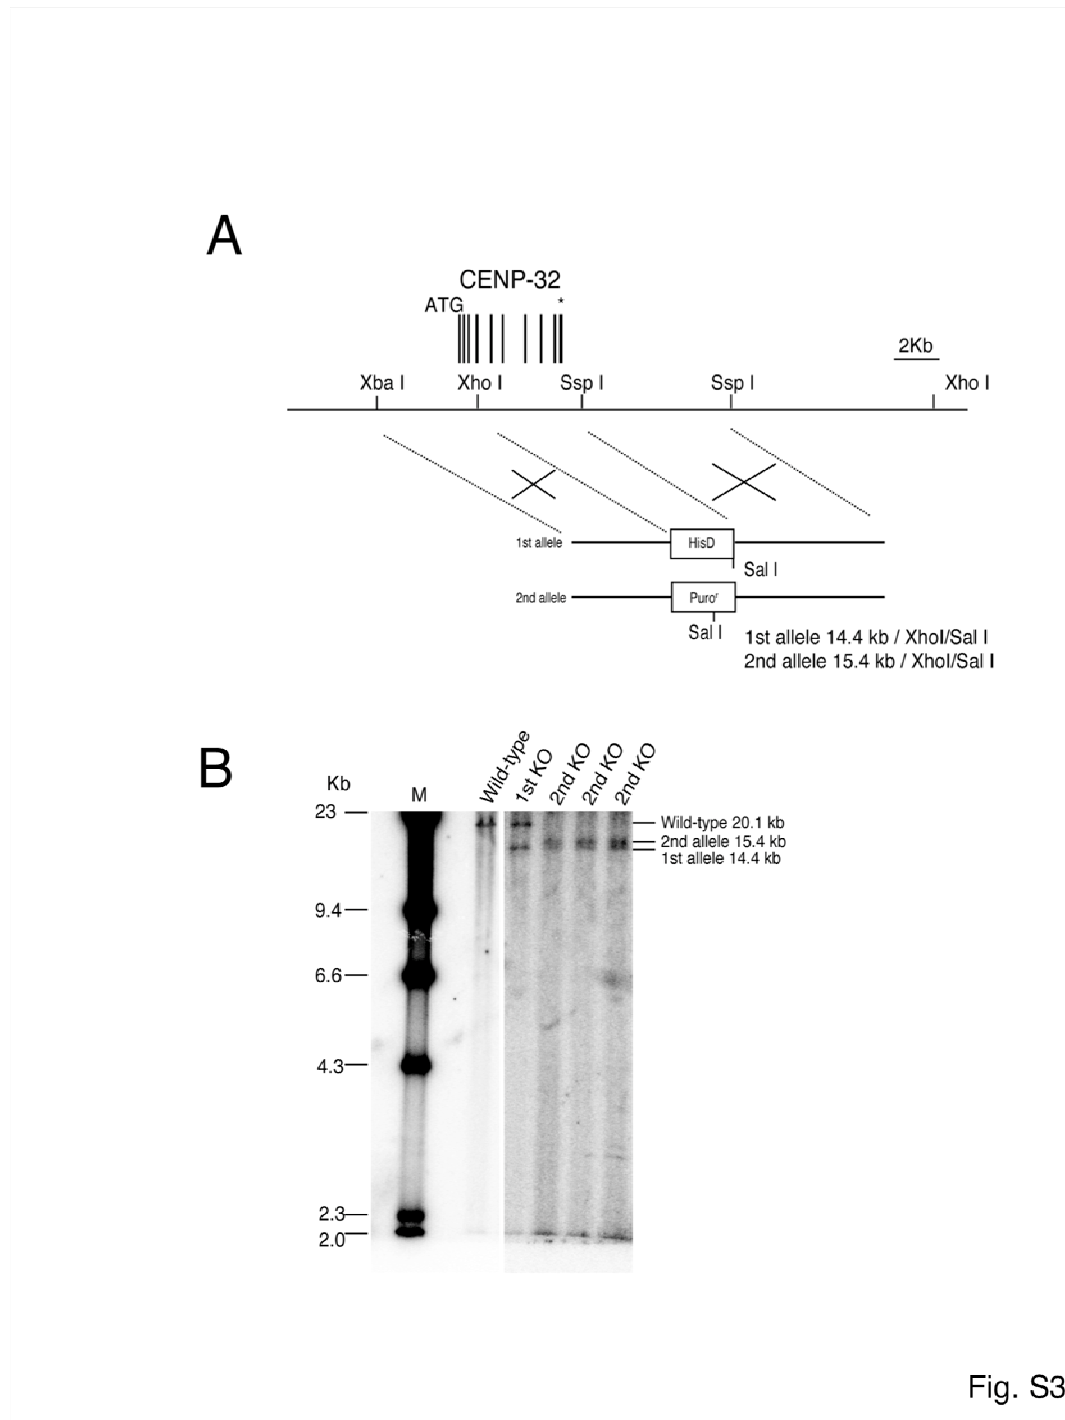 A
CENP-32
ATG *
2Kb
Xba I Xho I Ssp I Ssp I Xho I
1st allele HisD
Sal I
2nd allele Puroʳ
Sal I
1st allele 14.4 kb / XhoI/Sal I
2nd allele 15.4 kb / XhoI/Sal I
B
Kb
M
Wild-type
1st KO
2nd KO
2nd KO
2nd KO
23
9.4
6.6
4.3
2.3
2.0
Wild-type 20.1 kb
2nd allele 15.4 kb
1st allele 14.4 kb
Fig. S3